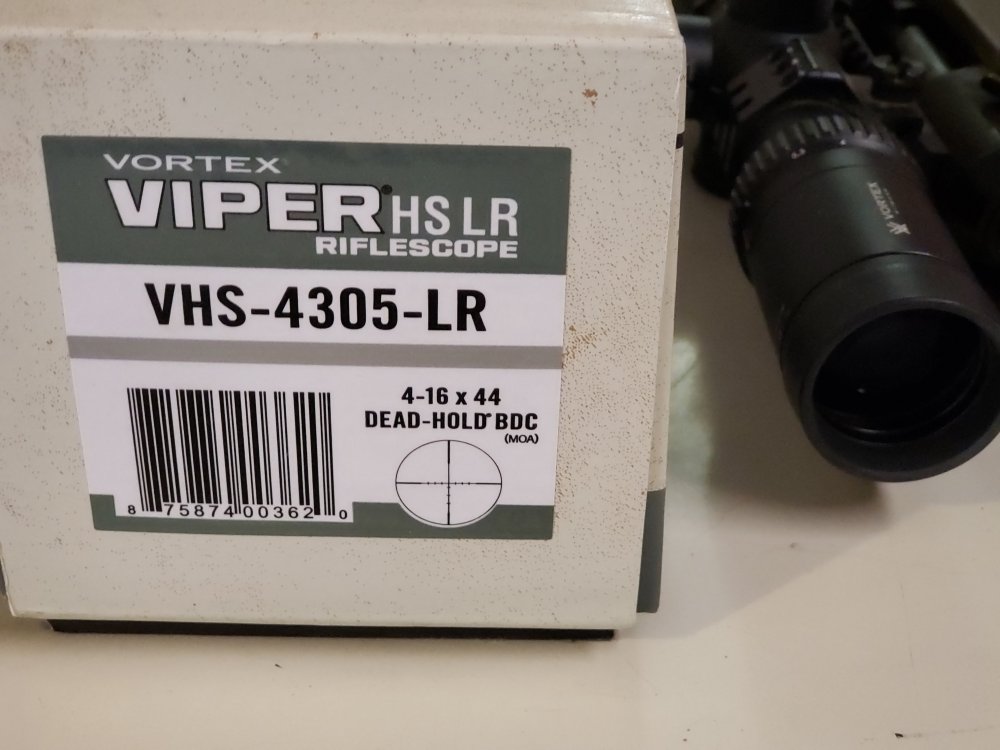 VORTEX
VIPER® HS LR
RIFLESCOPE
VHS-4305-LR
4-16 x 44
DEAD-HOLD® BDC
(MOA)
8 75874 00362 0
VORTEX